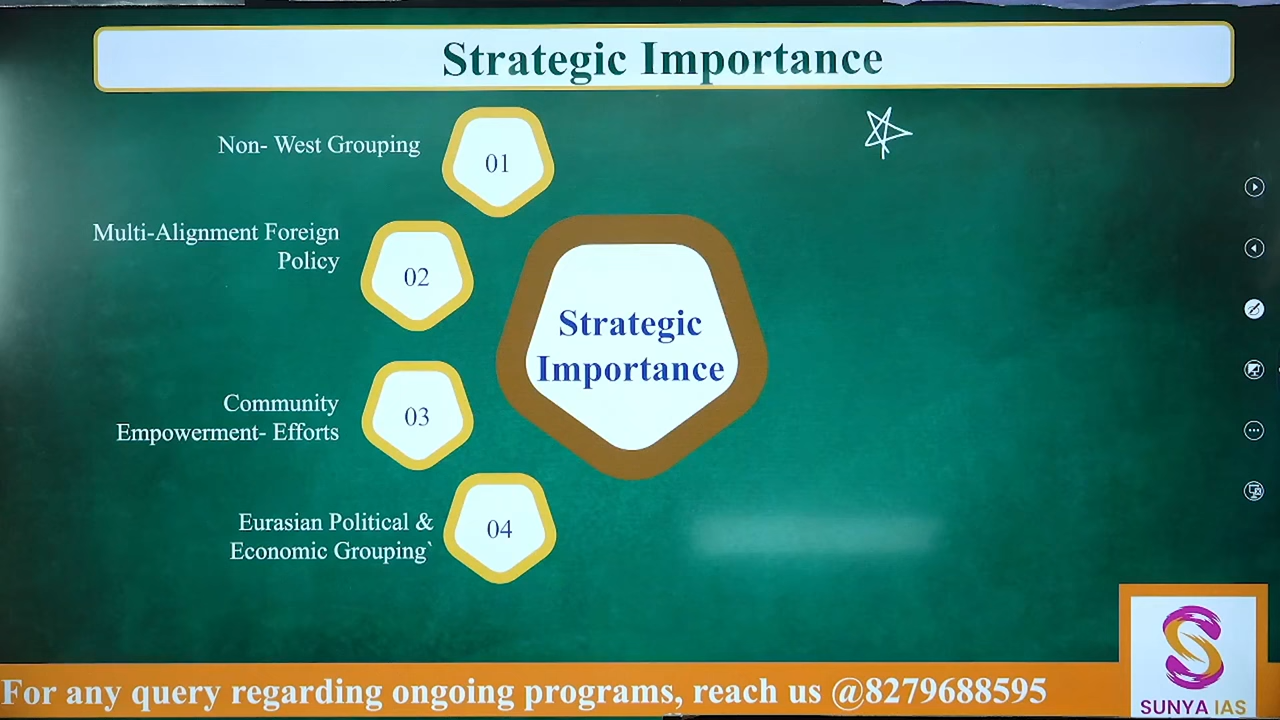 Strategic Importance
Non- West Grouping
01
Multi-Alignment Foreign
Policy
02
Strategic
Importance
Community
Empowerment- Efforts
03
Eurasian Political &
Economic Grouping`
04
For any query regarding ongoing programs, reach us @8279688595
SUNYA IAS